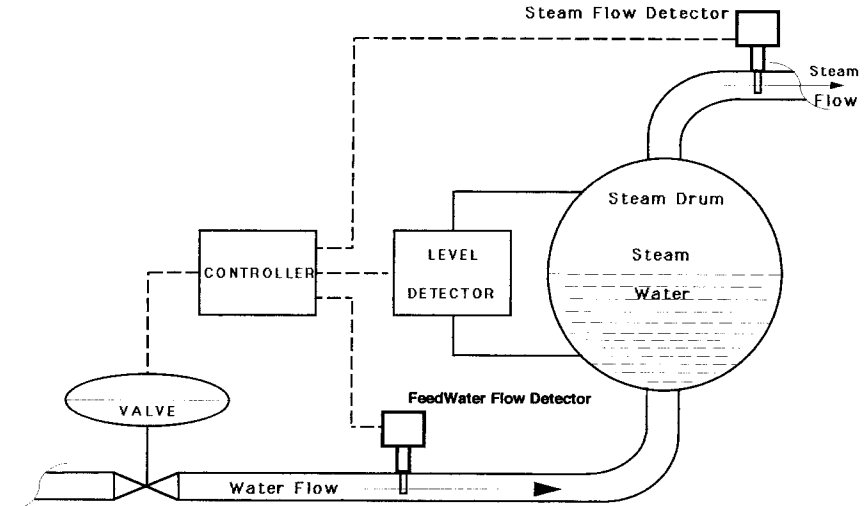 Steam Flow Detector
Steam
Flow
Steam Drum
CONTROLLER
LEVEL
DETECTOR
Steam
Water
VALVE
FeedWater Flow Detector
Water Flow